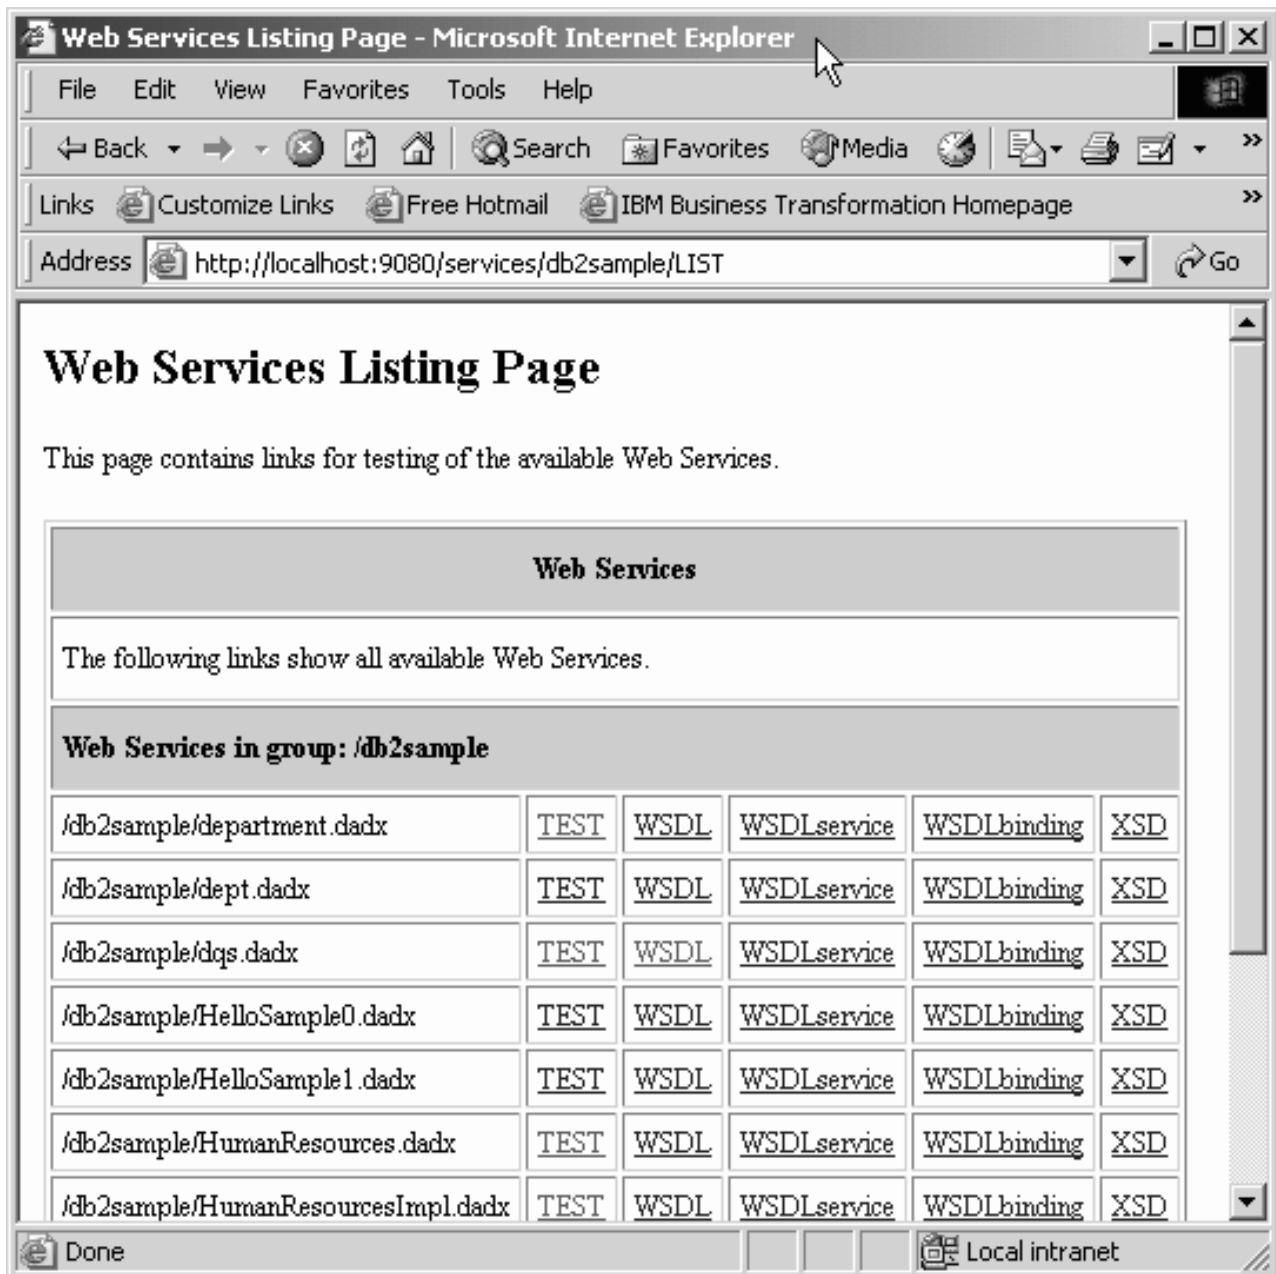 Web Services Listing Page - Microsoft Internet Explorer
File Edit View Favorites Tools Help
Back Search Favorites Media »
Links Customize Links Free Hotmail IBM Business Transformation Homepage »
Address http://localhost:9080/services/db2sample/LIST Go
Web Services Listing Page
This page contains links for testing of the available Web Services.
Web Services
The following links show all available Web Services.
Web Services in group: /db2sample
/db2sample/department.dadx TEST WSDL WSDLservice WSDLbinding XSD
/db2sample/dept.dadx TEST WSDL WSDLservice WSDLbinding XSD
/db2sample/dqs.dadx TEST WSDL WSDLservice WSDLbinding XSD
/db2sample/HelloSample0.dadx TEST WSDL WSDLservice WSDLbinding XSD
/db2sample/HelloSample1.dadx TEST WSDL WSDLservice WSDLbinding XSD
/db2sample/HumanResources.dadx TEST WSDL WSDLservice WSDLbinding XSD
/db2sample/HumanResourcesImpl.dadx TEST WSDL WSDLservice WSDLbinding XSD
Done Local intranet